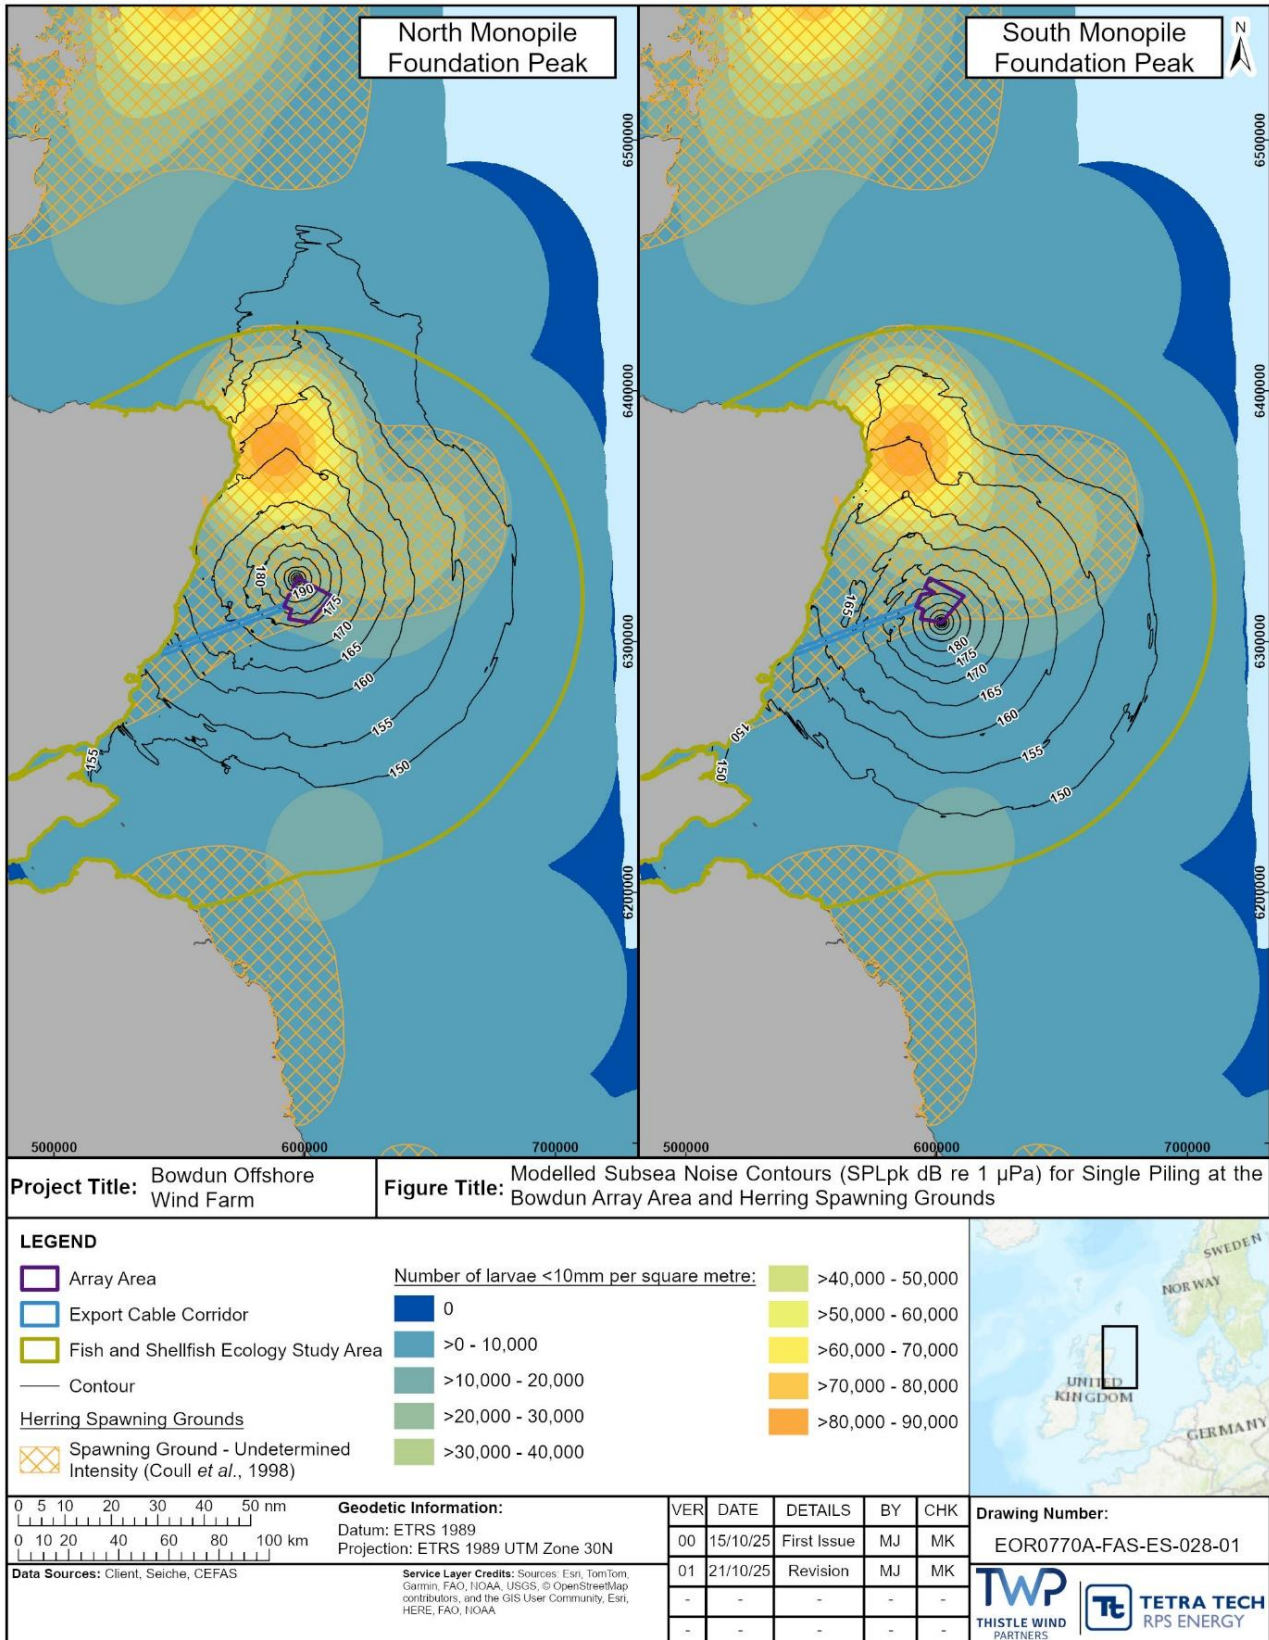 North Monopile
Foundation Peak
South Monopile
Foundation Peak
N
6500000
6400000
6300000
6200000
180
190
175
170
165
160
155
150
155
500000
600000
700000
6500000
6400000
6300000
6200000
165
180
175
170
165
160
155
150
150
150
500000
600000
700000
Project Title: Bowdun Offshore
Wind Farm
Figure Title: Modelled Subsea Noise Contours (SPLpk dB re 1 µPa) for Single Piling at the
Bowdun Array Area and Herring Spawning Grounds
LEGEND
Array Area
Export Cable Corridor
Fish and Shellfish Ecology Study Area
Contour
Herring Spawning Grounds
Spawning Ground - Undetermined
Intensity (Coull et al., 1998)
Number of larvae <10mm per square metre:
0
>0 - 10,000
>10,000 - 20,000
>20,000 - 30,000
>30,000 - 40,000
>40,000 - 50,000
>50,000 - 60,000
>60,000 - 70,000
>70,000 - 80,000
>80,000 - 90,000
SWEDEN
NORWAY
UNITED
KINGDOM
GERMANY
0 5 10 20 30 40 50 nm
0 10 20 40 60 80 100 km
Geodetic Information:
Datum: ETRS 1989
Projection: ETRS 1989 UTM Zone 30N
Data Sources: Client, Seiche, CEFAS
Service Layer Credits: Sources: Esri, TomTom,
Garmin, FAO, NOAA, USGS, © OpenStreetMap
contributors, and the GIS User Community, Esri,
HERE, FAO, NOAA
VER DATE DETAILS BY CHK
00 15/10/25 First Issue MJ MK
01 21/10/25 Revision MJ MK
- - - - -
- - - - -
Drawing Number:
EOR0770A-FAS-ES-028-01
TWP
THISTLE WIND
PARTNERS
Tt
TETRA TECH
RPS ENERGY